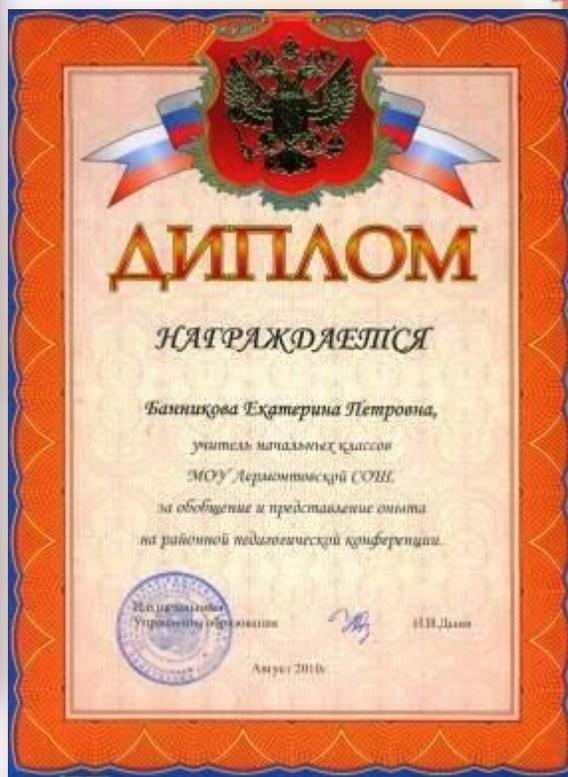 ДИПЛОМ
НАГРАЖДАЕТСЯ
Банникова Екатерина Петровна,
учитель начальных классов
МОУ Лермонтовской СОШ,
за обобщение и представление опыта
на районной педагогической конференции.
И.о.начальника
Управления образования
Август 2010г.